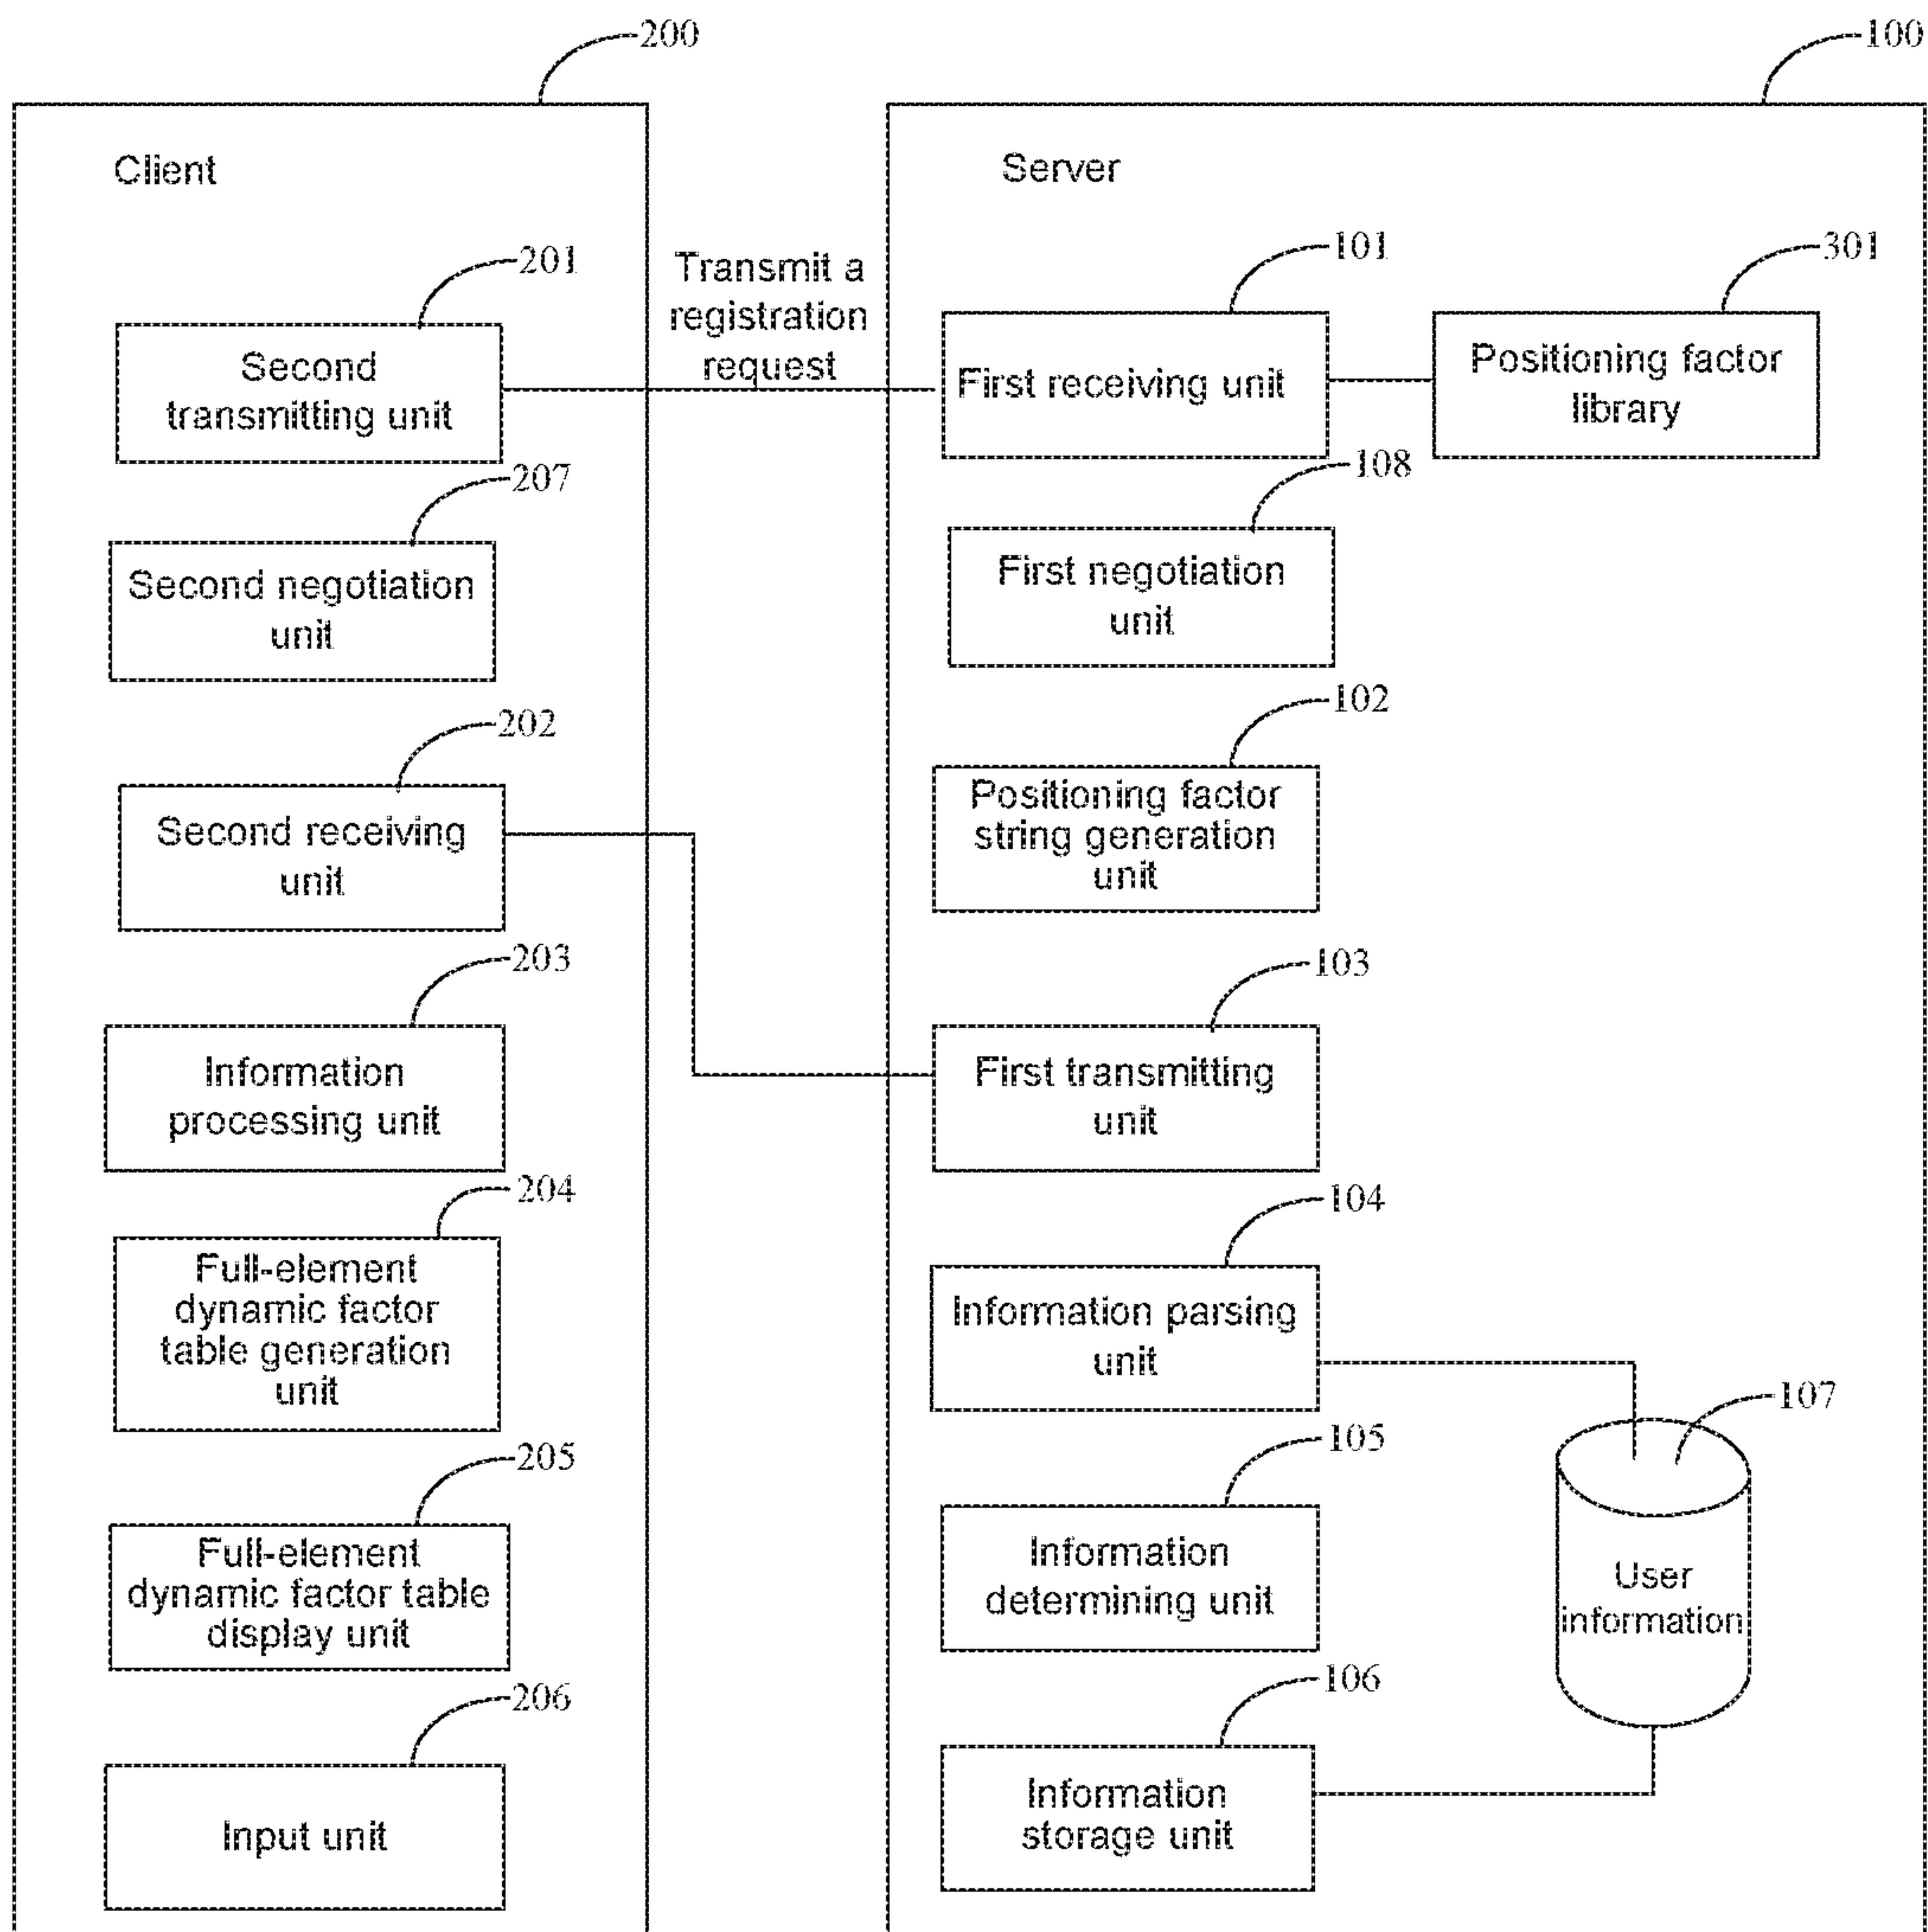 200
100
Client
Server
201
Transmit a
registration
request
101
301
Second
transmitting unit
First receiving unit
Positioning factor
library
207
108
Second negotiation
unit
First negotiation
unit
202
102
Second receiving
unit
Positioning factor
string generation
unit
203
103
Information
processing unit
First transmitting
unit
204
104
Full-element
dynamic factor
table generation
unit
Information parsing
unit
107
205
105
Full-element
dynamic factor table
display unit
Information
determining unit
User
information
206
106
Input unit
Information
storage unit